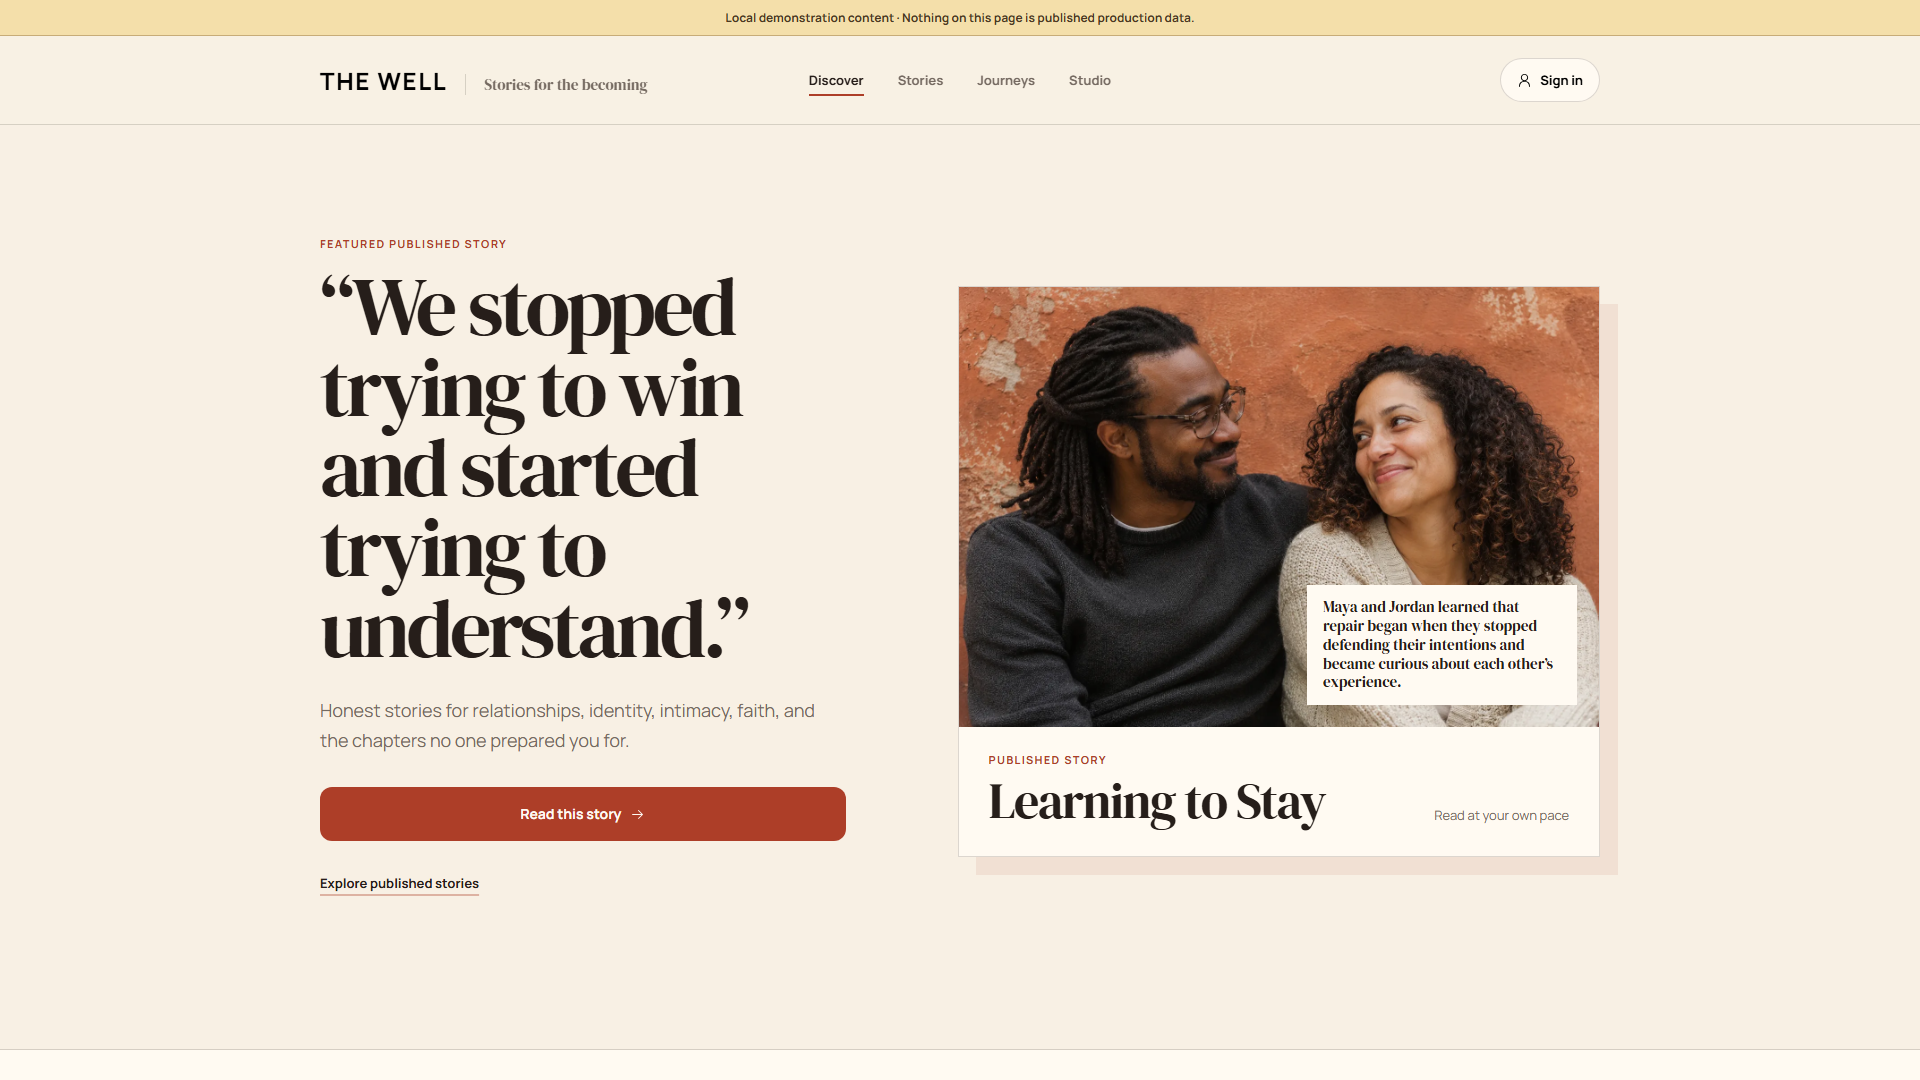 Local demonstration content · Nothing on this page is published production data.
THE WELL
Stories for the becoming
Discover
Stories
Journeys
Studio
Sign in
FEATURED PUBLISHED STORY
“We stopped
trying to win
and started
trying to
understand.”
Honest stories for relationships, identity, intimacy, faith, and
the chapters no one prepared you for.
Read this story →
Explore published stories
Maya and Jordan learned that
repair began when they stopped
defending their intentions and
became curious about each other’s
experience.
PUBLISHED STORY
Learning to Stay
Read at your own pace